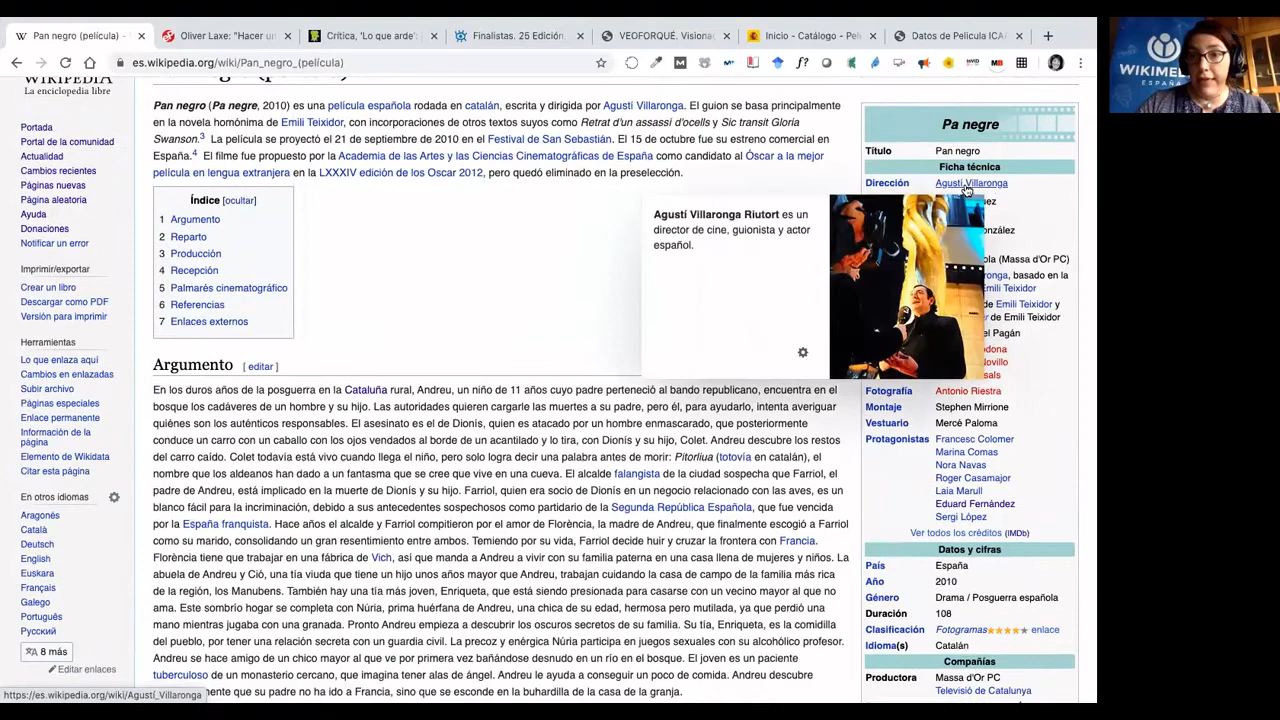 Pan negro (película) -
Oliver Laxe: "Hacer un
Crítica, 'Lo que arde'
Finalistas. 25 Edición
VEOFORQUÉ. Visiona
Inicio - Catálogo - Pel
Datos de Pelicula ICA
es.wikipedia.org/wiki/Pan_negro_(película)
WIKIPEDIA
La enciclopedia libre
Portada
Portal de la comunidad
Actualidad
Cambios recientes
Páginas nuevas
Página aleatoria
Ayuda
Donaciones
Notificar un error
Imprimir/exportar
Crear un libro
Descargar como PDF
Versión para imprimir
Herramientas
Lo que enlaza aquí
Cambios en enlazadas
Subir archivo
Páginas especiales
Enlace permanente
Información de la
página
Elemento de Wikidata
Citar esta página
En otros idiomas
Aragonés
Català
Deutsch
English
Euskara
Français
Galego
Português
Русский
8 más
Editar enlaces
https://es.wikipedia.org/wiki/Agustí_Villaronga
Pan negro (Pa negre, 2010) es una película española rodada en catalán, escrita y dirigida por Agustí Villaronga. El guion se basa principalmente
en la novela homónima de Emili Teixidor, con incorporaciones de otros textos suyos como Retrat d'un assassi d'ocells y Sic transit Gloria
Swanson.3 La película se proyectó el 21 de septiembre de 2010 en el Festival de San Sebastián. El 15 de octubre fue su estreno comercial en
España.4 El filme fue propuesto por la Academia de las Artes y las Ciencias Cinematográficas de España como candidato al Óscar a la mejor
película en lengua extranjera en la LXXXIV edición de los Oscar 2012, pero quedó eliminado en la preselección.
Índice [ocultar]
1 Argumento
2 Reparto
3 Producción
4 Recepción
5 Palmarés cinematográfico
6 Referencias
7 Enlaces externos
Agustí Villaronga Riutort es un
director de cine, guionista y actor
español.
Argumento [ editar ]
En los duros años de la posguerra en la Cataluña rural, Andreu, un niño de 11 años cuyo padre perteneció al bando republicano, encuentra en el
bosque los cadáveres de un hombre y su hijo. Las autoridades quieren cargarle las muertes a su padre, pero él, para ayudarlo, intenta averiguar
quiénes son los auténticos responsables. El asesinato es el de Dionís, quien es atacado por un hombre enmascarado, que posteriormente
conduce un carro con un caballo con los ojos vendados al borde de un acantilado y lo tira, con Dionís y su hijo, Colet. Andreu descubre los restos
del carro caído. Colet todavía está vivo cuando llega el niño, pero solo logra decir una palabra antes de morir: Pitorliua (totovía en catalán), el
nombre que los aldeanos han dado a un fantasma que se cree que vive en una cueva. El alcalde falangista de la ciudad sospecha que Farriol, el
padre de Andreu, está implicado en la muerte de Dionís y su hijo. Farriol, quien era socio de Dionís en un negocio relacionado con las aves, es un
blanco fácil para la incriminación, debido a sus antecedentes sospechosos como partidario de la Segunda República Española, que fue vencida
por la España franquista. Hace años el alcalde y Farriol compitieron por el amor de Florència, la madre de Andreu, que finalmente escogió a Farriol
como su marido, consolidando un gran resentimiento entre ambos. Temiendo por su vida, Farriol decide huir y cruzar la frontera con Francia.
Florència tiene que trabajar en una fábrica de Vich, así que manda a Andreu a vivir con su familia paterna en una casa llena de mujeres y niños. La
abuela de Andreu y Ció, una tía viuda que tiene un hijo unos años mayor que Andreu, trabajan cuidando la casa de campo de la familia más rica
de la región, los Manubens. También hay una tía más joven, Enriqueta, que está siendo presionada para casarse con un vecino mayor al que no
ama. Este sombrío hogar se completa con Núria, prima huérfana de Andreu, una chica de su edad, hermosa pero mutilada, ya que perdió una
mano mientras jugaba con una granada. Pronto Andreu empieza a descubrir los oscuros secretos de su familia. Su tía, Enriqueta, es la comidilla
del pueblo, por tener una relación secreta con un guardia civil. La precoz y enérgica Núria participa en juegos sexuales con su alcohólico profesor.
Andreu se hace amigo de un chico mayor al que ve por primera vez bañándose desnudo en un río en el bosque. El joven es un paciente
tuberculoso de un monasterio cercano, que imagina tener alas de ángel. Andreu le ayuda a conseguir un poco de comida. Andreu descubre
mente que su padre no ha ido a Francia, sino que se esconde en la buhardilla de la casa de la granja.
Pa negre
Título Pan negro
Ficha técnica
Dirección Agustí Villaronga
uez
onzález
ola (Massa d'Or PC)
ronga, basado en la
Emili Teixidor
de Emili Teixidor y
r de Emili Teixidor
el Pagán
odona
Novillo
sals
Fotografía Antonio Riestra
Montaje Stephen Mirrione
Vestuario Mercè Paloma
Protagonistas Francesc Colomer
Marina Comas
Nora Navas
Roger Casamajor
Laia Marull
Eduard Fernández
Sergi López
Ver todos los créditos (IMDb)
Datos y cifras
País España
Año 2010
Género Drama / Posguerra española
Duración 108
Clasificación Fotogramas enlace
Idioma(s) Catalán
Compañías
Productora Massa d'Or PC
Televisió de Catalunya
WIKIME
ESPAÑA